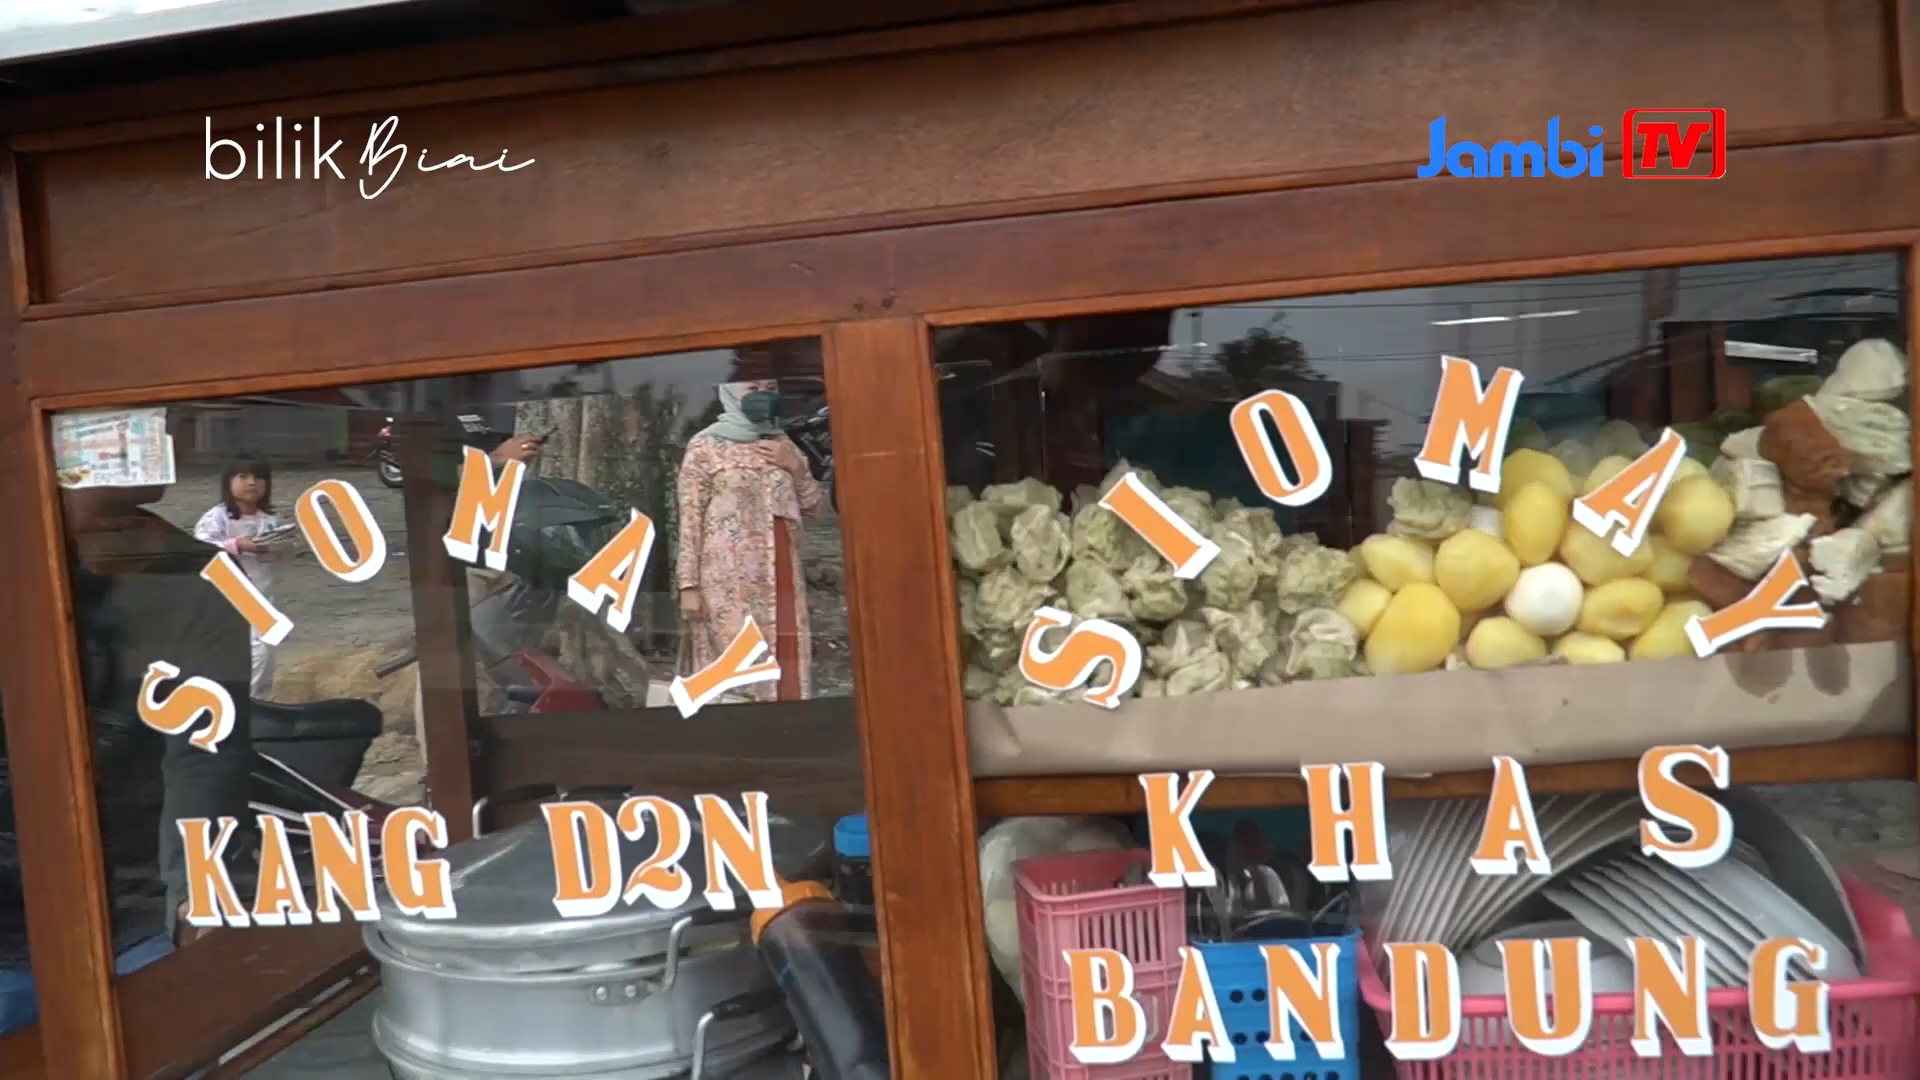 bilik Biai
Jambi TV
SIOMAY
KANG D2N
SIOMAY
KHAS
BANDUNG